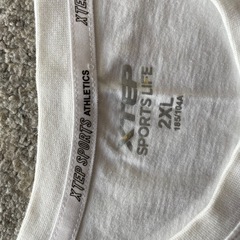 XTEP SPORTS ATHLETICS
XTEP
SPORTS LIFE
2XL
185/104A